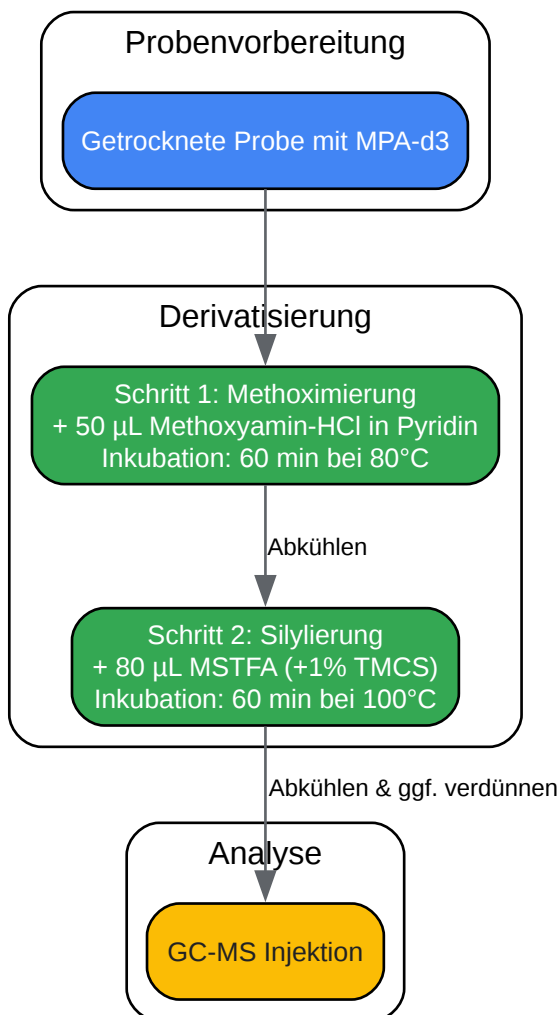 Probenvorbereitung
Getrocknete Probe mit MPA-d3
Derivatisierung
Schritt 1: Methoximierung
+ 50 µL Methoxyamin-HCl in Pyridin
Inkubation: 60 min bei 80°C
Abkühlen
Schritt 2: Silylierung
+ 80 µL MSTFA (+1% TMCS)
Inkubation: 60 min bei 100°C
Abkühlen & ggf. verdünnen
Analyse
GC-MS Injektion